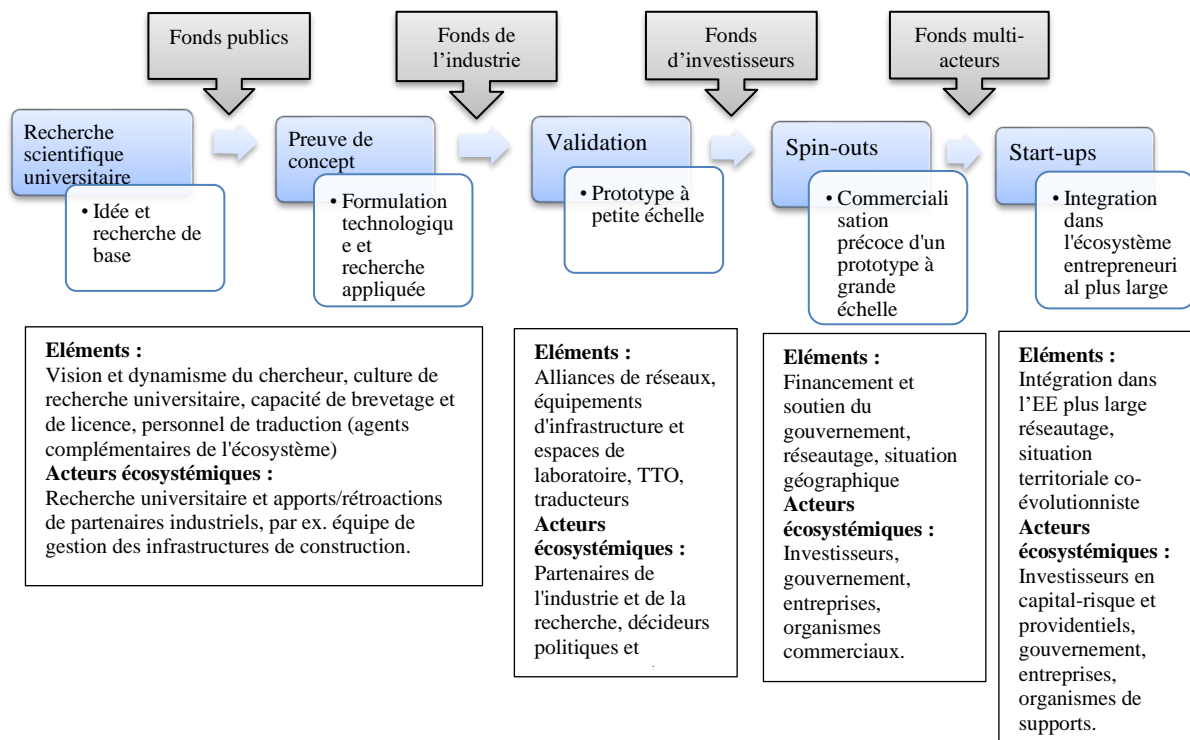 Fonds publics
Fonds de
l'industrie
Fonds
d'investisseurs
Fonds multi-
acteurs
Recherche
scientifique
universitaire
• Idée et
recherche de
base
Preuve de
concept
• Formulation
technologiqu
e et
recherche
appliquée
Validation
• Prototype à
petite échelle
Spin-outs
• Commerciali
sation
précoce d'un
prototype à
grande
échelle
Start-ups
• Integration
dans
l'écosystème
entrepreneuri
al plus large
Eléments :
Vision et dynamisme du chercheur, culture de
recherche universitaire, capacité de brevetage et
de licence, personnel de traduction (agents
complémentaires de l'écosystème)
Acteurs écosystémiques :
Recherche universitaire et apports/rétroactions
de partenaires industriels, par ex. équipe de
gestion des infrastructures de construction.
Eléments :
Alliances de réseaux,
équipements
d'infrastructure et
espaces de
laboratoire, TTO,
traducteurs
Acteurs
écosystémiques :
Partenaires de
l'industrie et de la
recherche, décideurs
politiques et
Eléments :
Financement et
soutien du
gouvernement,
réseautage, situation
géographique
Acteurs
écosystémiques :
Investisseurs,
gouvernement,
entreprises,
organismes
commerciaux.
Eléments :
Intégration dans
l'EE plus large
réseautage,
situation
territoriale co-
évolutionniste
Acteurs
écosystémiques :
Investisseurs en
capital-risque et
providentiels,
gouvernement,
entreprises,
organismes de
supports.